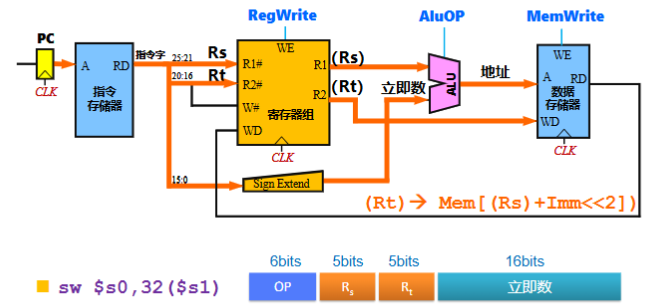 RegWrite
AluOP
MemWrite
PC
CLK
A RD
指令
存储器
指令字
25:21
Rs
20:16
Rt
15:0
WE
R1#
R2#
W#
WD
R1
R2
寄存器组
CLK
(Rs)
(Rt)
立即数
Sign Extend
ALU
地址
WE
A RD
数据
存储器
WD
CLK
(Rt)→ Mem[(Rs)+Imm<<2])
6bits 5bits 5bits 16bits
sw $s0,32($s1) OP Rs Rt 立即数